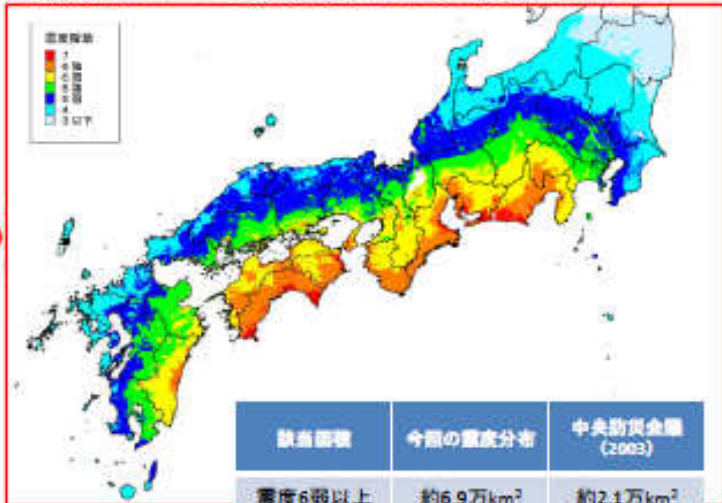 震度階級
7
6強
6弱
5強
5弱
4
3以下
該当面積
今回の震度分布
中央防災会議
(2003)
震度6弱以上
約6.9万km²
約2.1万km²